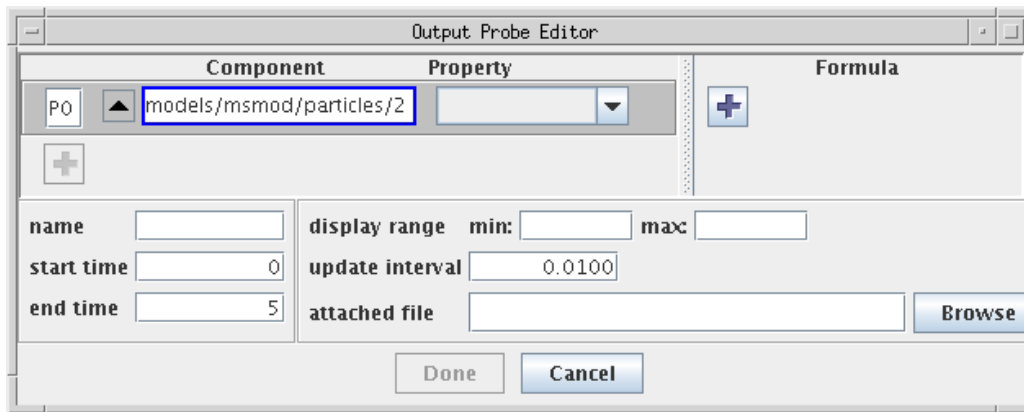 Output Probe Editor
Component Property Formula
P0 models/msmod/particles/2
name display range min: max:
start time 0 update interval 0.0100
end time 5 attached file Browse
Done Cancel